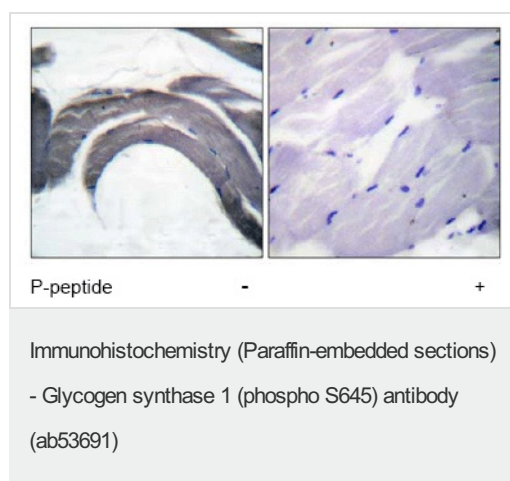 P-peptide - +
Immunohistochemistry (Paraffin-embedded sections)
- Glycogen synthase 1 (phospho S645) antibody
(ab53691)